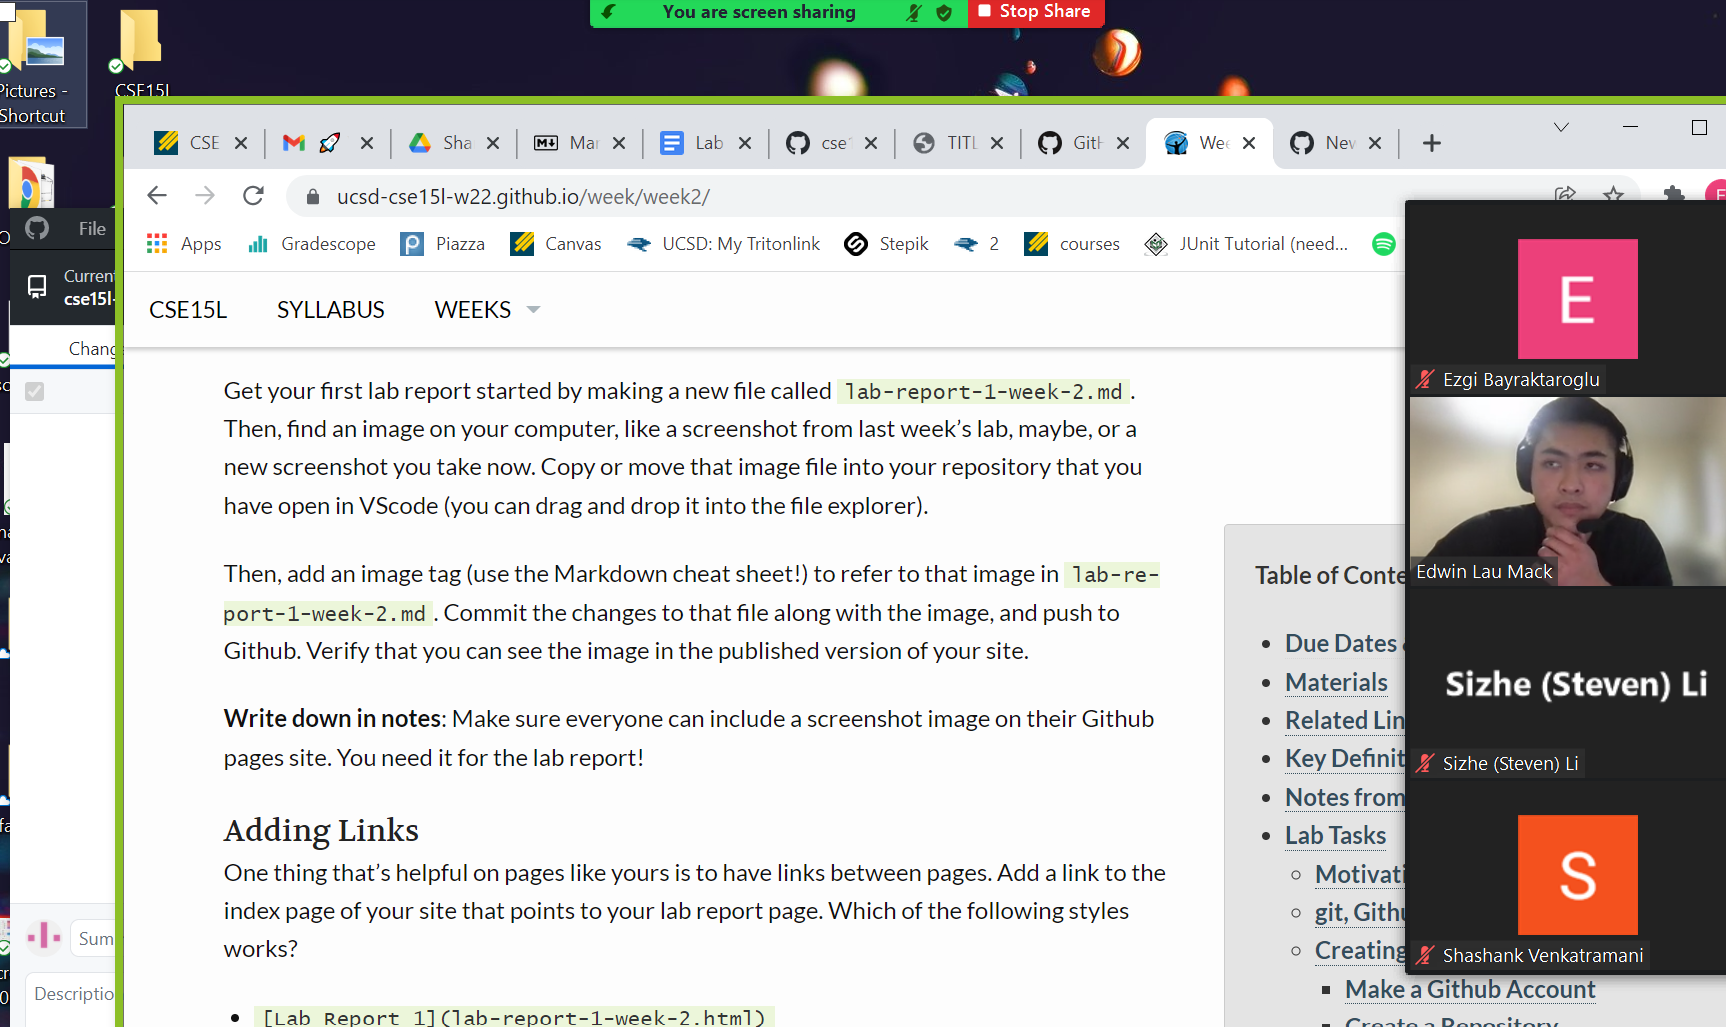 You are screen sharing
Stop Share
Pictures -
Shortcut
CSE15L
CSE
Sha
Mar
Lab
cse
TITL
GitH
Wee
New
ucsd-cse15l-w22.github.io/week/week2/
Apps
Gradescope
Piazza
Canvas
UCSD: My Tritonlink
Stepik
2
courses
JUnit Tutorial (need...
File
Current
cse15l-
Chang
Sum
Descriptio
CSE15L
SYLLABUS
WEEKS
Get your first lab report started by making a new file called lab-report-1-week-2.md.
Then, find an image on your computer, like a screenshot from last week’s lab, maybe, or a
new screenshot you take now. Copy or move that image file into your repository that you
have open in VScode (you can drag and drop it into the file explorer).
Then, add an image tag (use the Markdown cheat sheet!) to refer to that image in lab-re-
port-1-week-2.md. Commit the changes to that file along with the image, and push to
Github. Verify that you can see the image in the published version of your site.
Write down in notes: Make sure everyone can include a screenshot image on their Github
pages site. You need it for the lab report!
Adding Links
One thing that’s helpful on pages like yours is to have links between pages. Add a link to the
index page of your site that points to your lab report page. Which of the following styles
works?
[Lab Report 1](lab-report-1-week-2.html)
Table of Conte
Due Dates
Materials
Related Lin
Key Definit
Notes from
Lab Tasks
Motivati
git, Githu
Creating
Make a Github Account
Create a Repository
E
Ezgi Bayraktaroglu
Edwin Lau Mack
Sizhe (Steven) Li
Sizhe (Steven) Li
S
Shashank Venkatramani